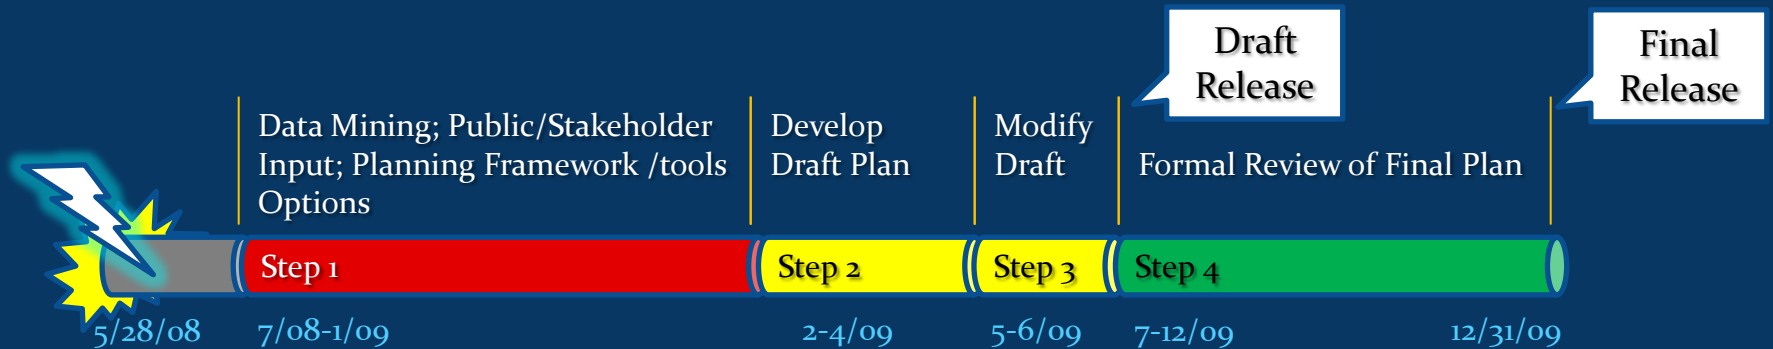 Draft
Release
Final
Release
Data Mining; Public/Stakeholder
Input; Planning Framework /tools
Options
Develop
Draft Plan
Modify
Draft
Formal Review of Final Plan
Step 1
Step 2
Step 3
Step 4
5/28/08
7/08-1/09
2-4/09
5-6/09
7-12/09
12/31/09